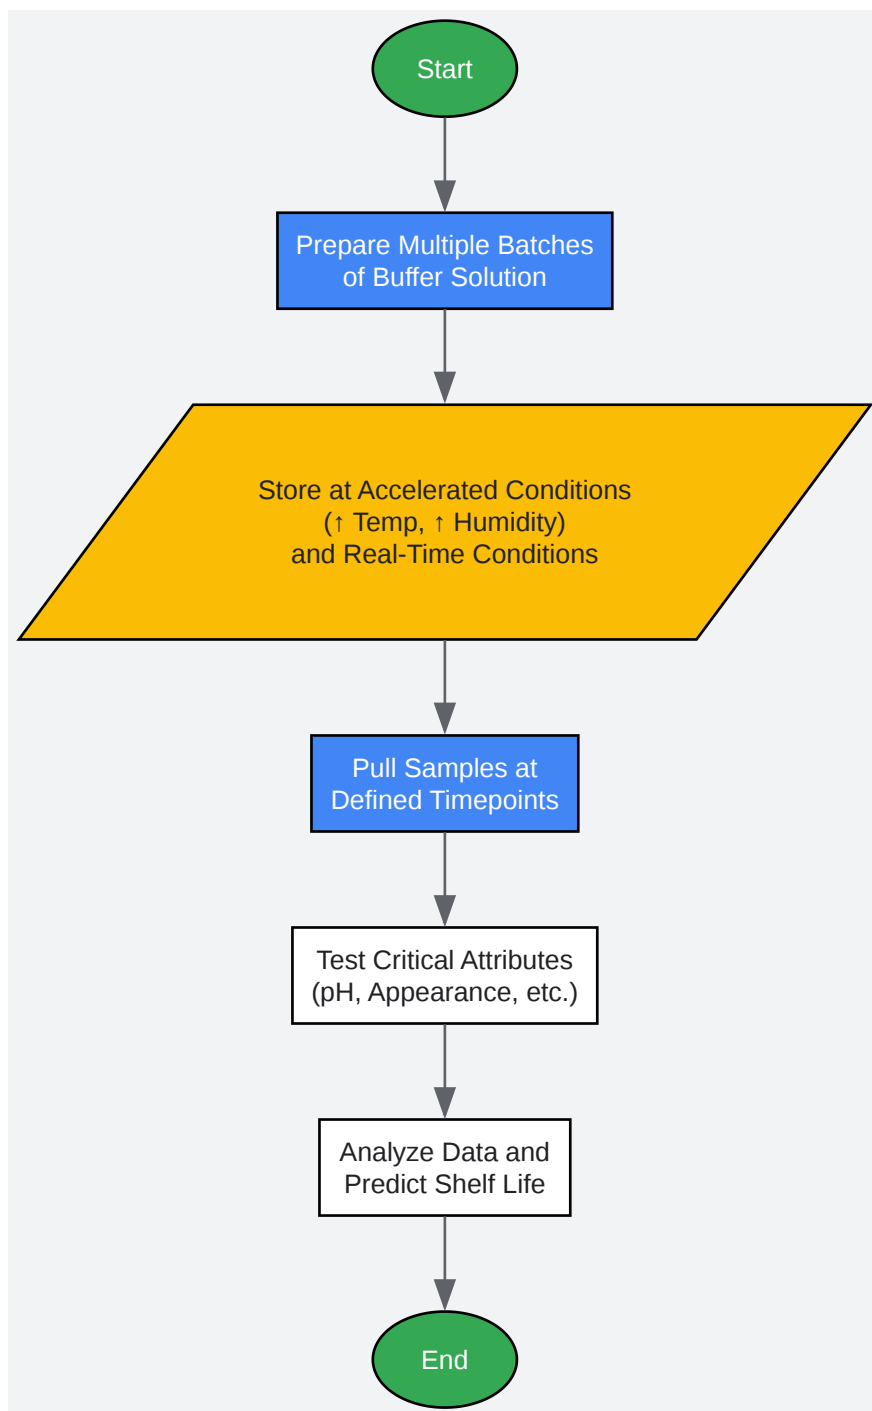 Start
Prepare Multiple Batches
of Buffer Solution
Store at Accelerated Conditions
(↑ Temp, ↑ Humidity)
and Real-Time Conditions
Pull Samples at
Defined Timepoints
Test Critical Attributes
(pH, Appearance, etc.)
Analyze Data and
Predict Shelf Life
End